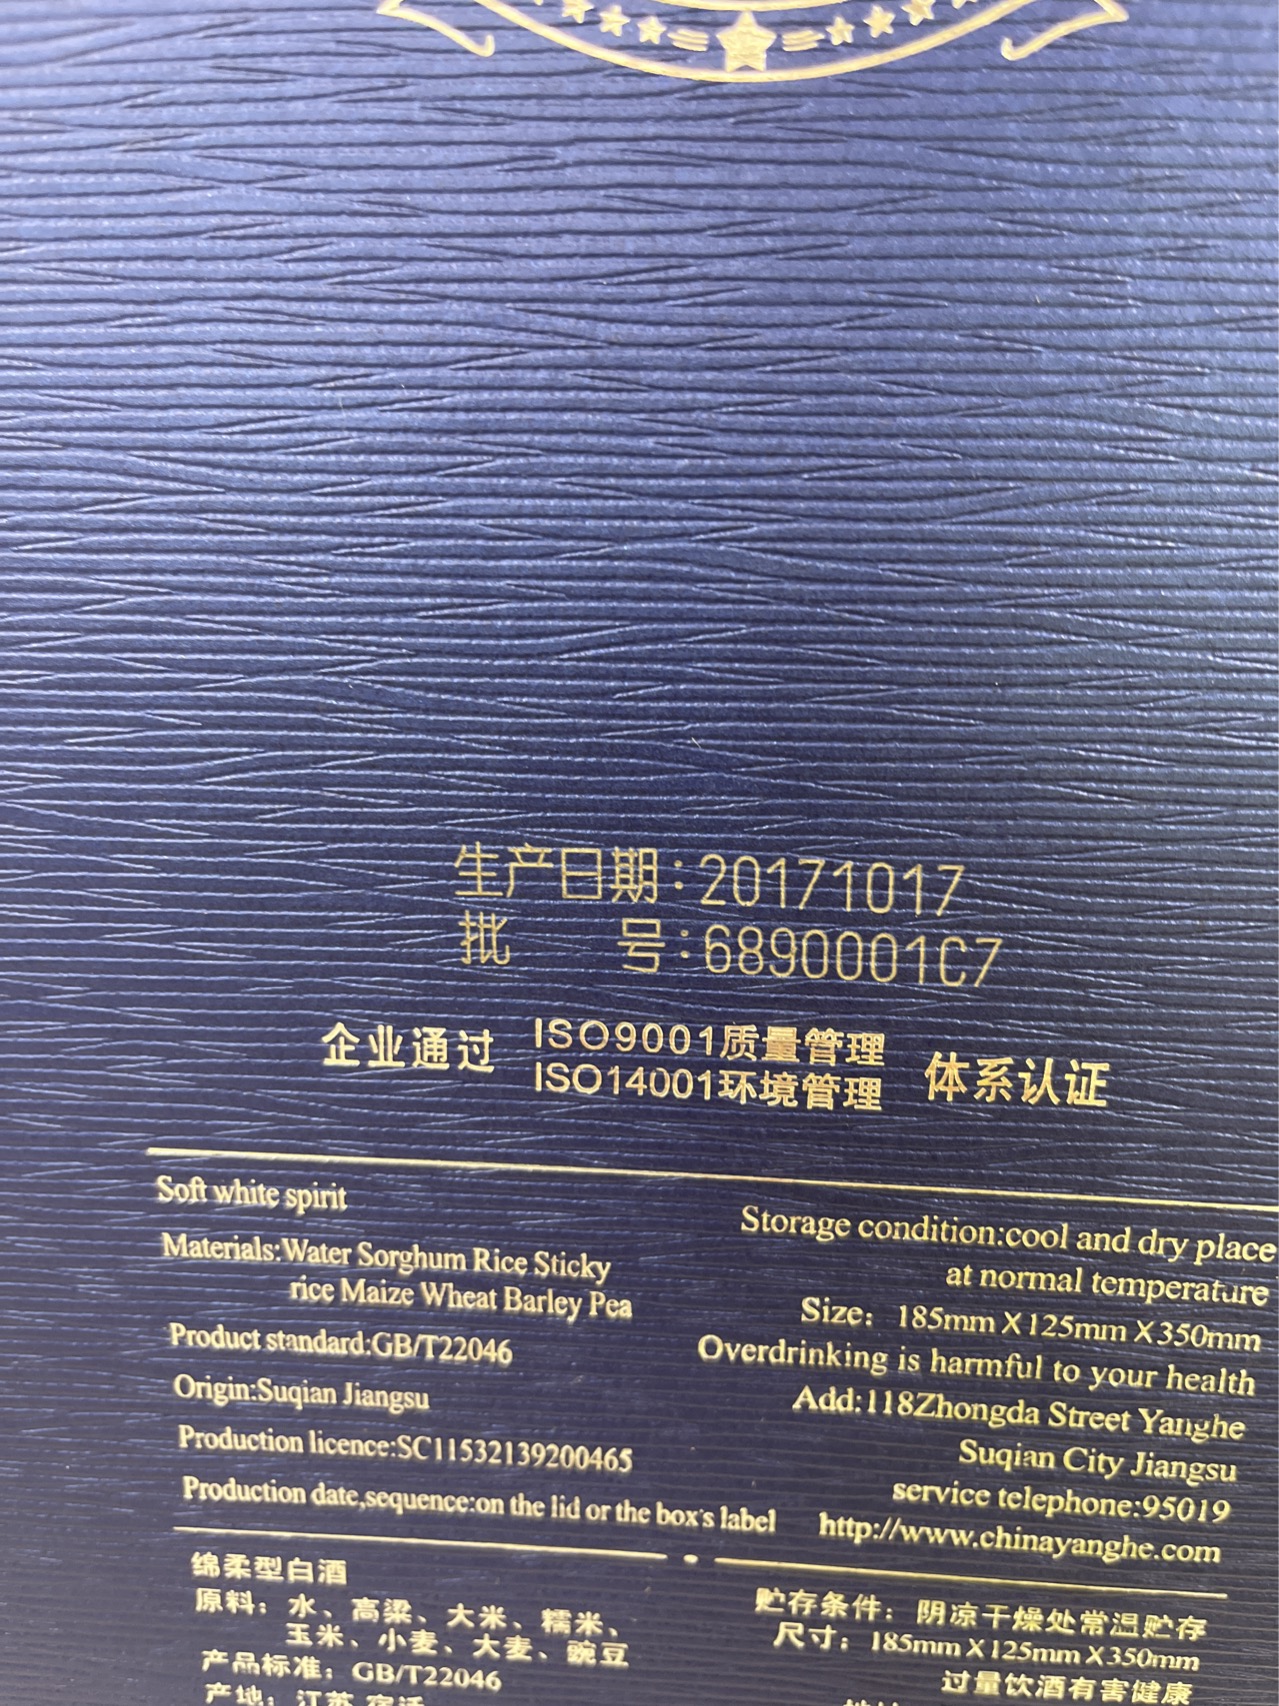 生产日期：20171017
批 号：6890001C7
企业通过 ISO9001质量管理 体系认证
ISO14001环境管理
Soft white spirit
Materials:Water Sorghum Rice Sticky
rice Maize Wheat Barley Pea
Product standard:GB/T22046
Origin:Suqian Jiangsu
Production licence:SC11532139200465
Production date,sequence:on the lid or the box's label
Storage condition:cool and dry place
at normal temperature
Size：185mm X 125mm X 350mm
Overdrinking is harmful to your health
Add:118Zhongda Street Yanghe
Suqian City Jiangsu
service telephone:95019
http://www.chinayanghe.com
绵柔型白酒
原料：水、高粱、大米、糯米、
玉米、小麦、大麦、豌豆
产品标准：GB/T22046
产地：江苏 宿迁
贮存条件：阴凉干燥处常温贮存
尺寸：185mm X 125mm X 350mm
过量饮酒有害健康